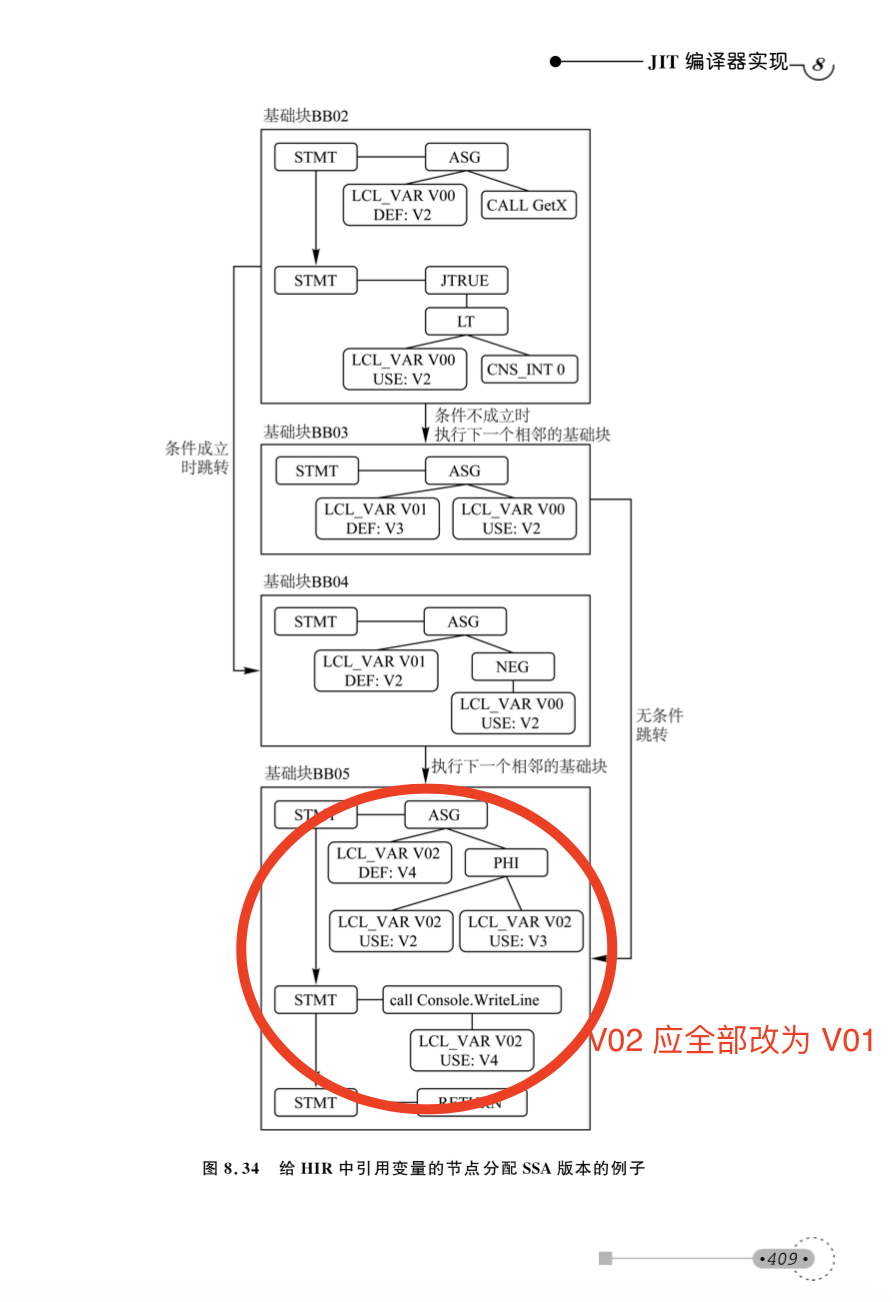 JIT 编译器实现 8
基础块BB02
STMT
ASG
LCL_VAR V00
DEF: V2
CALL GetX
STMT
JTRUE
LT
LCL_VAR V00
USE: V2
CNS_INT 0
条件不成立时
执行下一个相邻的基础块
条件成立
时跳转
基础块BB03
STMT
ASG
LCL_VAR V01
DEF: V3
LCL_VAR V00
USE: V2
基础块BB04
STMT
ASG
LCL_VAR V01
DEF: V2
NEG
LCL_VAR V00
USE: V2
无条件
跳转
执行下一个相邻的基础块
基础块BB05
STMT
ASG
LCL_VAR V02
DEF: V4
PHI
LCL_VAR V02
USE: V2
LCL_VAR V02
USE: V3
STMT
call Console.WriteLine
LCL_VAR V02
USE: V4
V02 应全部改为 V01
STMT
RETURN
图 8.34 给 HIR 中引用变量的节点分配 SSA 版本的例子
·409·